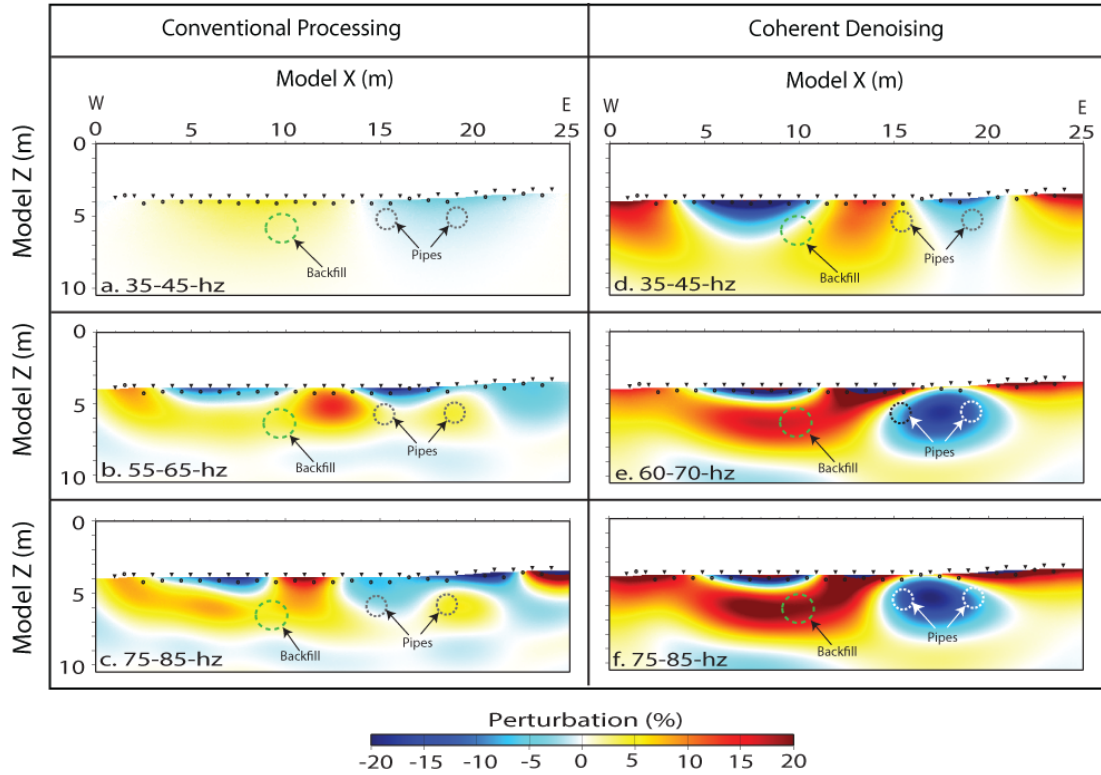 Conventional Processing
Coherent Denoising
Model X (m)
Model X (m)
W
E
W
E
0 5 10 15 20 25
0 5 10 15 20 25
Model Z (m)
0
5
10
Backfill
Pipes
a. 35-45-hz
Backfill
Pipes
d. 35-45-hz
Model Z (m)
0
5
10
Backfill
Pipes
b. 55-65-hz
Backfill
Pipes
e. 60-70-hz
Model Z (m)
0
5
10
Backfill
Pipes
c. 75-85-hz
Backfill
Pipes
f. 75-85-hz
Perturbation (%)
-20 -15 -10 -5 0 5 10 15 20